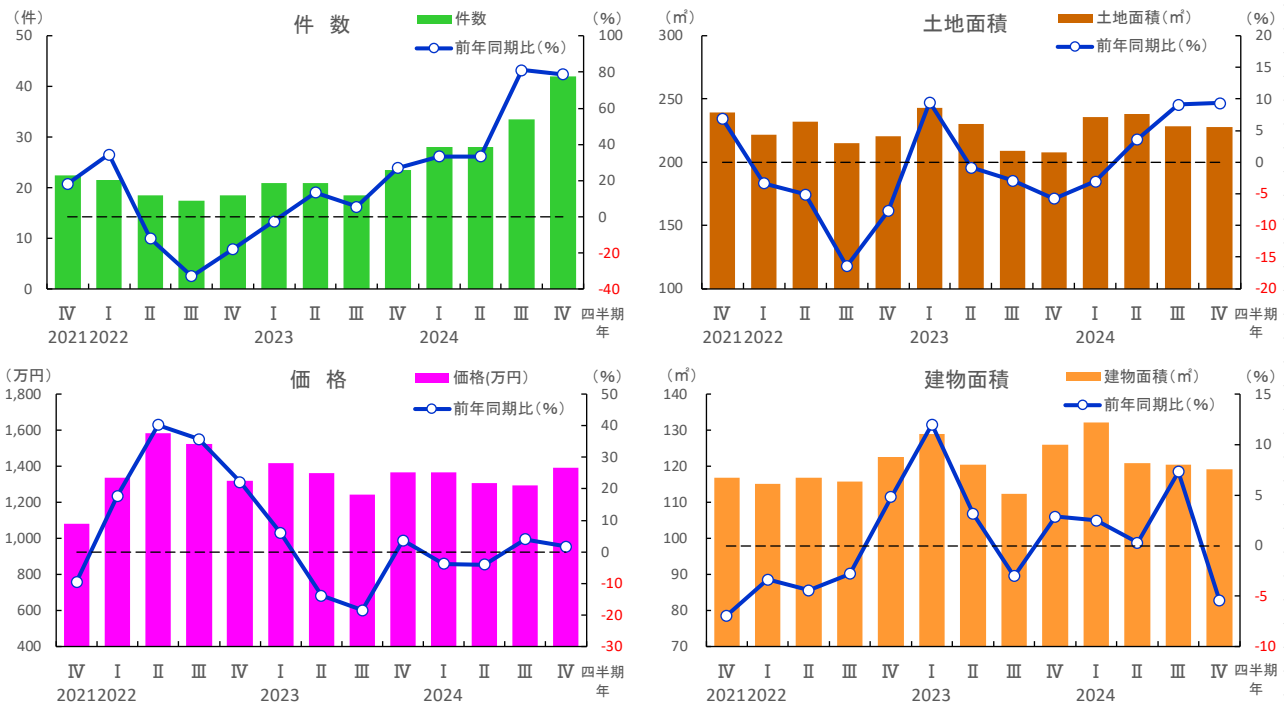 件 数
（件）
（%）
件数
前年同期比（%）
50
40
30
20
10
0
100
80
60
40
20
0
-20
-40
Ⅳ Ⅰ Ⅱ Ⅲ Ⅳ Ⅰ Ⅱ Ⅲ Ⅳ Ⅰ Ⅱ Ⅲ Ⅳ 四半期
2021 2022 2023 2024 年
土地面積
（㎡）
（%）
土地面積（㎡）
前年同期比（%）
300
250
200
150
100
20
15
10
5
0
-5
-10
-15
-20
Ⅳ Ⅰ Ⅱ Ⅲ Ⅳ Ⅰ Ⅱ Ⅲ Ⅳ Ⅰ Ⅱ Ⅲ Ⅳ 四半期
2021 2022 2023 2024 年
価 格
（万円）
（%）
価格(万円)
前年同期比（%）
1,800
1,600
1,400
1,200
1,000
800
600
400
50
40
30
20
10
0
-10
-20
-30
Ⅳ Ⅰ Ⅱ Ⅲ Ⅳ Ⅰ Ⅱ Ⅲ Ⅳ Ⅰ Ⅱ Ⅲ Ⅳ 四半期
2021 2022 2023 2024 年
建物面積
（㎡）
（%）
建物面積（㎡）
前年同期比（%）
140
130
120
110
100
90
80
70
15
10
5
0
-5
-10
Ⅳ Ⅰ Ⅱ Ⅲ Ⅳ Ⅰ Ⅱ Ⅲ Ⅳ Ⅰ Ⅱ Ⅲ Ⅳ 四半期
2021 2022 2023 2024 年